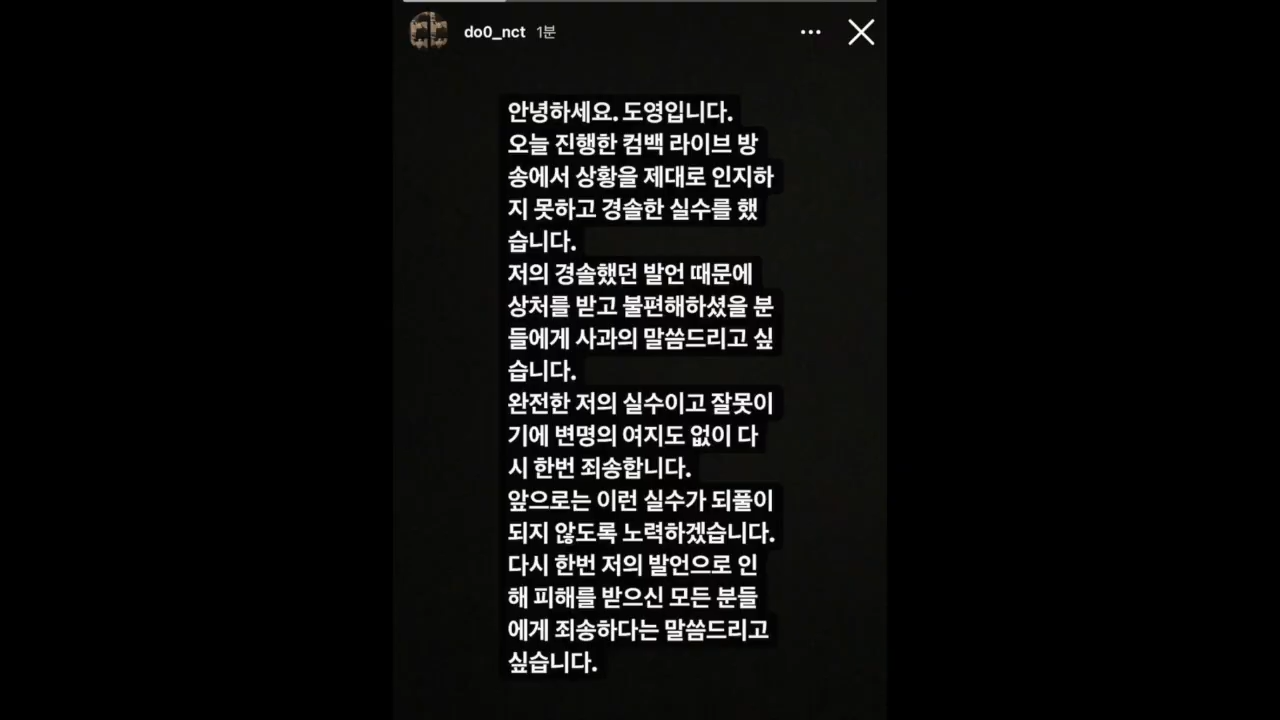 do0_nct 1분
안녕하세요. 도영입니다.
오늘 진행한 컴백 라이브 방
송에서 상황을 제대로 인지하
지 못하고 경솔한 실수를 했
습니다.
저의 경솔했던 발언 때문에
상처를 받고 불편해하셨을 분
들에게 사과의 말씀드리고 싶
습니다.
완전한 저의 실수이고 잘못이
기에 변명의 여지도 없이 다
시 한번 죄송합니다.
앞으로는 이런 실수가 되풀이
되지 않도록 노력하겠습니다.
다시 한번 저의 발언으로 인
해 피해를 받으신 모든 분들
에게 죄송하다는 말씀드리고
싶습니다.